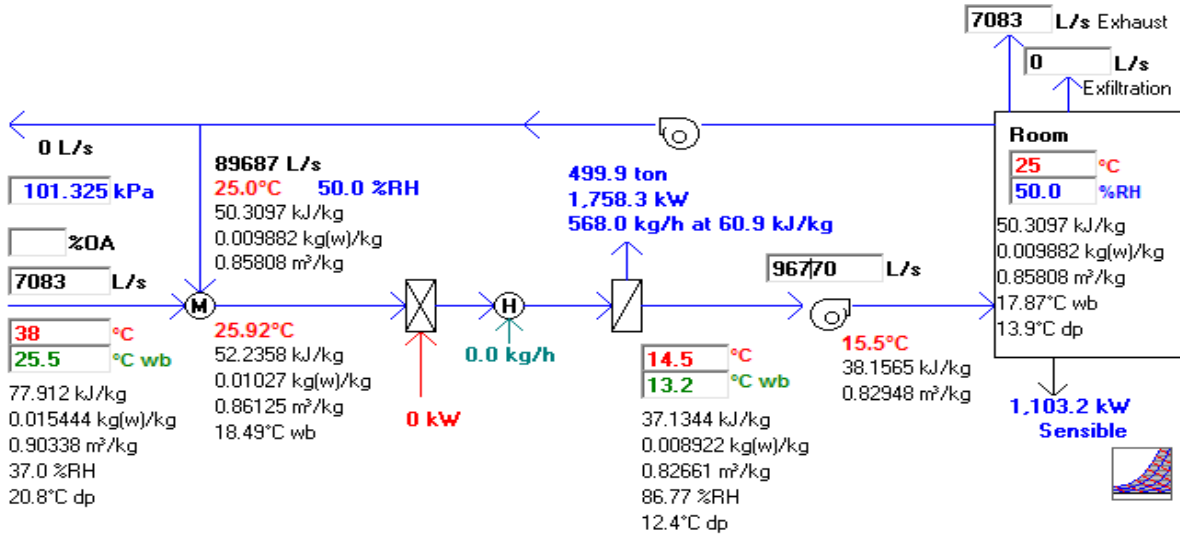 7083 L/s Exhaust
0 L/s
Exfiltration
0 L/s
101.325 kPa
%OA
7083 L/s
38 °C
25.5 °C wb
77.912 kJ/kg
0.015444 kg(w)/kg
0.90338 m³/kg
37.0 %RH
20.8°C dp
89687 L/s
25.0°C 50.0 %RH
50.3097 kJ/kg
0.009882 kg(w)/kg
0.85808 m³/kg
M
25.92°C
52.2358 kJ/kg
0.01027 kg(w)/kg
0.86125 m³/kg
18.49°C wb
0 kW
H
0.0 kg/h
499.9 ton
1,758.3 kW
568.0 kg/h at 60.9 kJ/kg
14.5 °C
13.2 °C wb
37.1344 kJ/kg
0.008922 kg(w)/kg
0.82661 m³/kg
86.77 %RH
12.4°C dp
96770 L/s
15.5°C
38.1565 kJ/kg
0.82948 m³/kg
Room
25 °C
50.0 %RH
50.3097 kJ/kg
0.009882 kg(w)/kg
0.85808 m³/kg
17.87°C wb
13.9°C dp
1,103.2 kW
Sensible